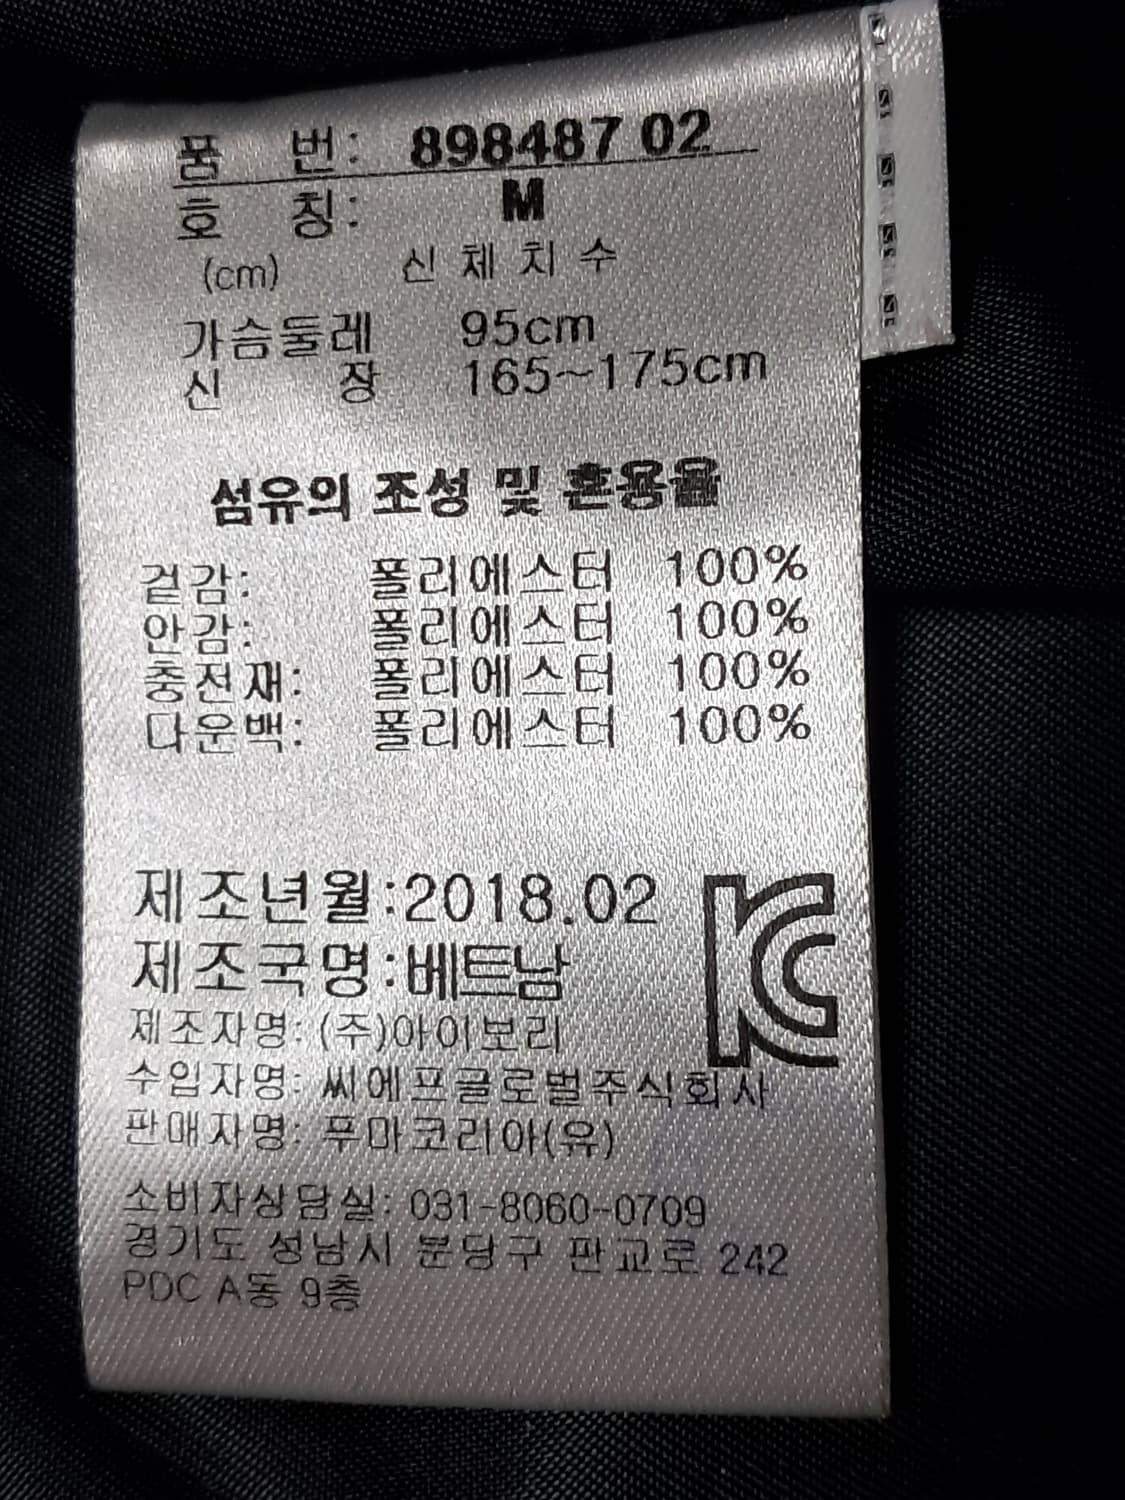 품 번: 898487 02
호 칭: M
(cm) 신체치수
가슴둘레 95cm
신 장 165~175cm
섬유의 조성 및 혼용율
겉감: 폴리에스터 100%
안감: 폴리에스터 100%
충전재: 폴리에스터 100%
다운백: 폴리에스터 100%
제조년월:2018.02
제조국명:베트남
제조자명: (주)아이보리
수입자명: 씨에프글로벌주식회사
판매자명: 푸마코리아(유)
소비자상담실: 031-8060-0709
경기도 성남시 분당구 판교로 242
PDC A동 9층
KC